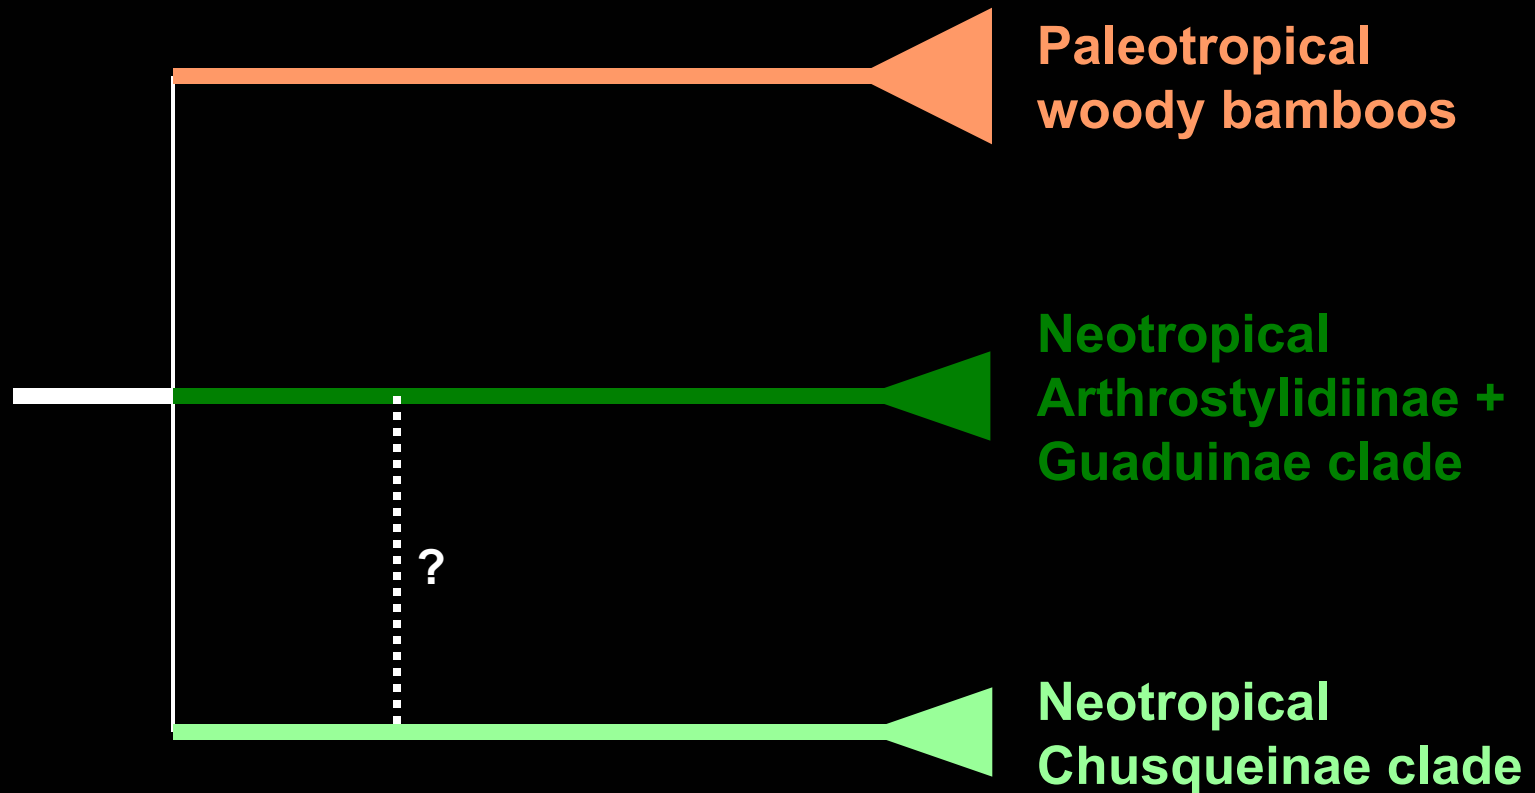 Paleotropical
woody bamboos
Neotropical
Arthrostylidiinae +
Guaduinae clade
?
Neotropical
Chusqueinae clade